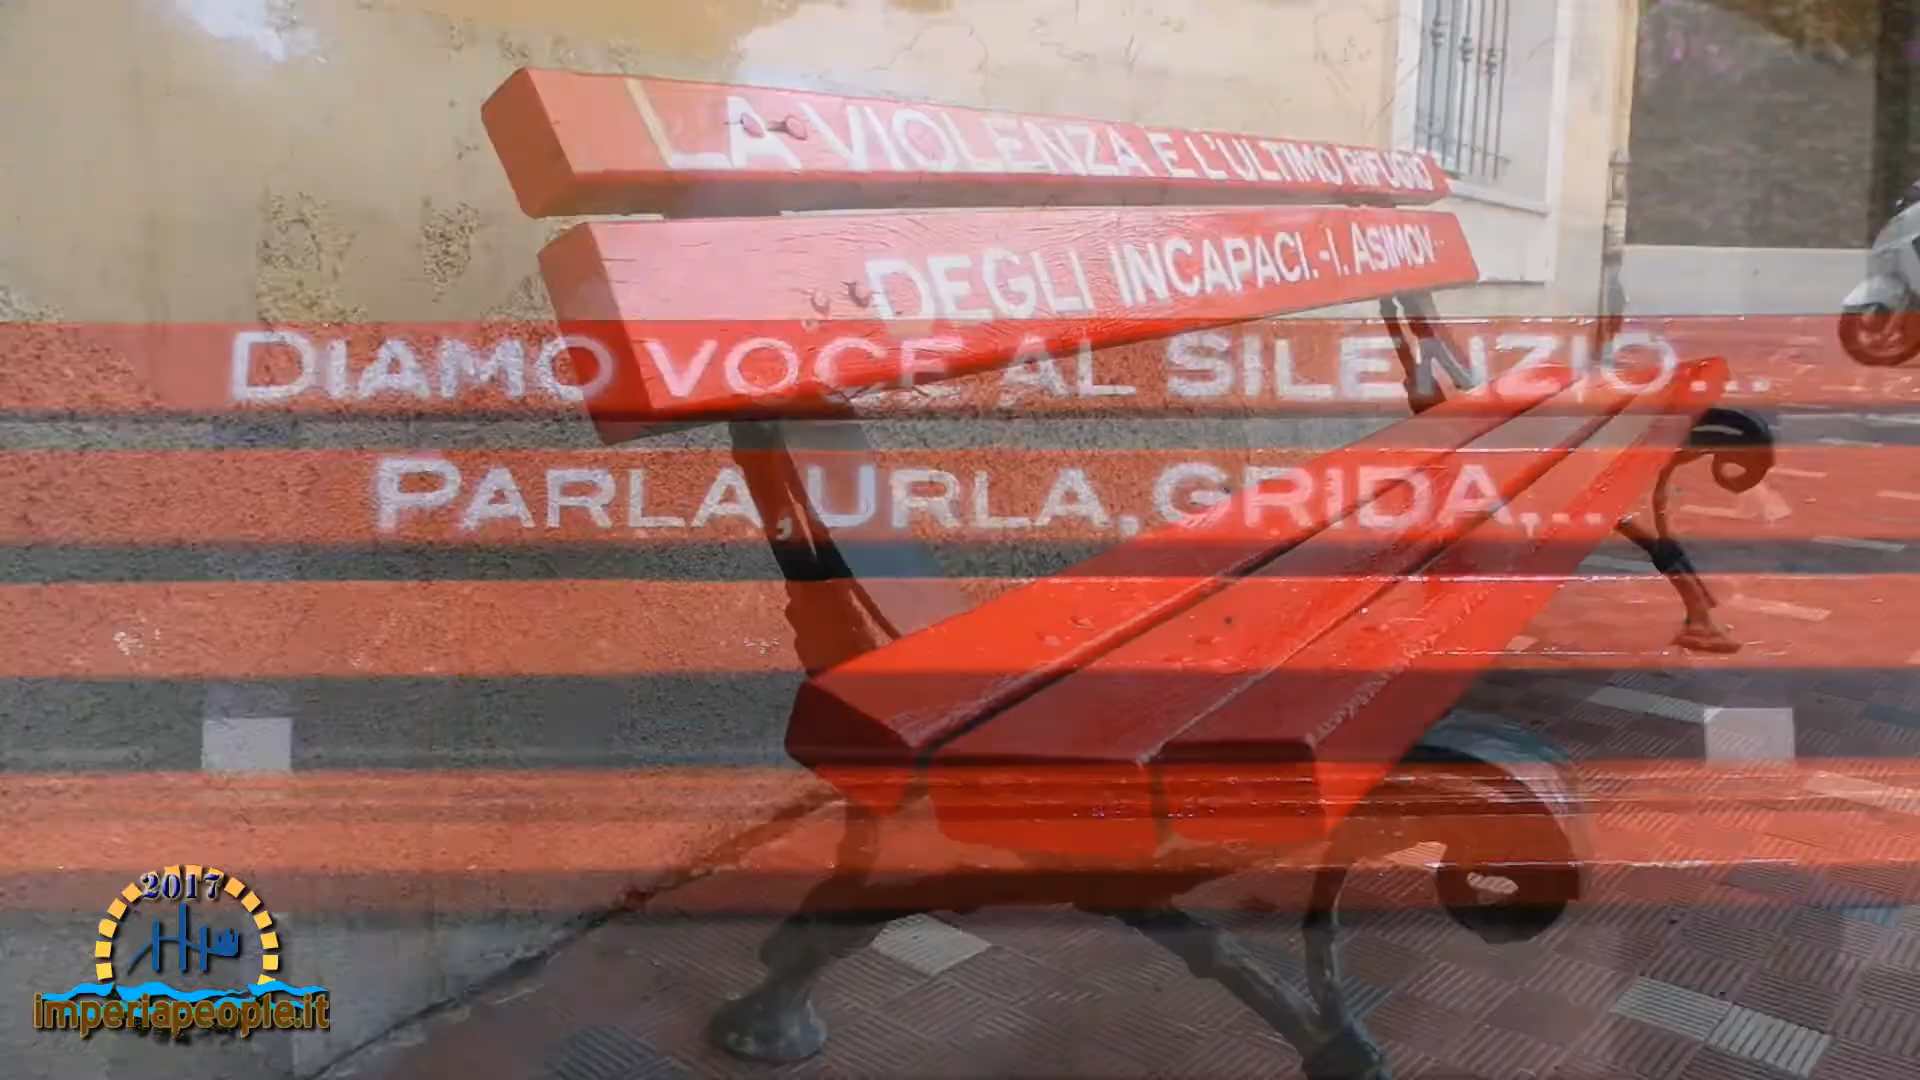 LA VIOLENZA E L'ULTIMO RIFUGIO
DEGLI INCAPACI.-I. ASIMOV-
DIAMO VOCE AL SILENZIO...
PARLA, URLA, GRIDA,...
2017
imperiapeople.it